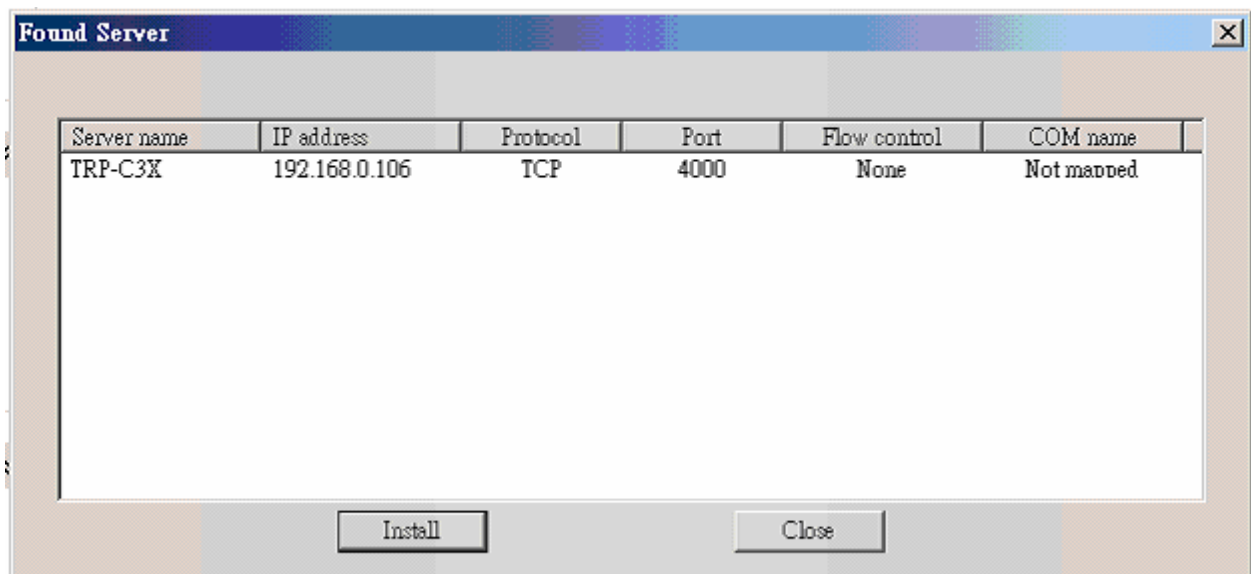 Found Server
Server name IP address Protocol Port Flow control COM name
TRP-C3X 192.168.0.106 TCP 4000 None Not mapped
Install Close